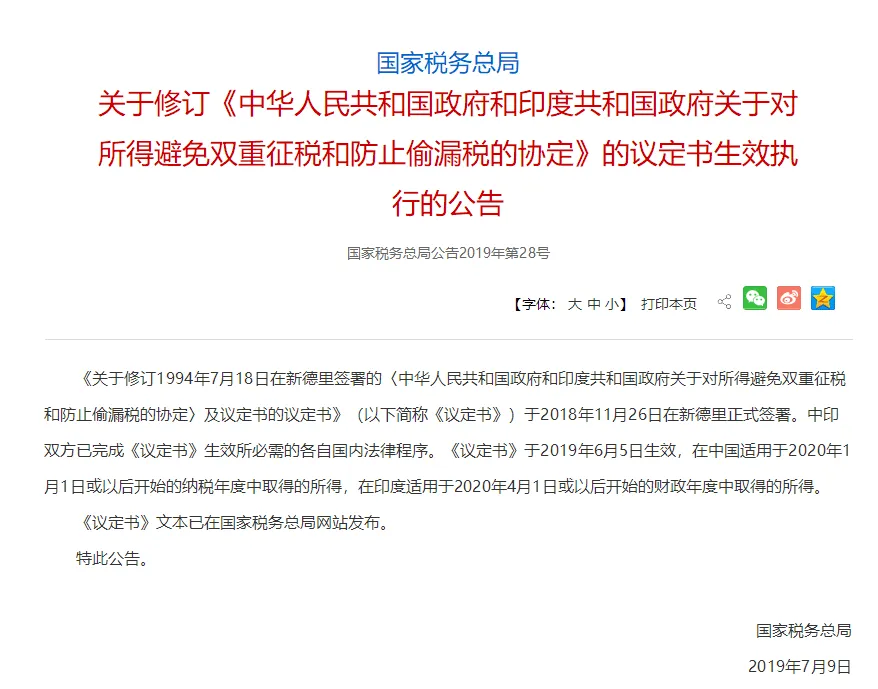 国家税务总局
关于修订《中华人民共和国政府和印度共和国政府关于对
所得避免双重征税和防止偷漏税的协定》的议定书生效执
行的公告
国家税务总局公告2019年第28号
【字体： 大 中 小】 打印本页
《关于修订1994年7月18日在新德里签署的〈中华人民共和国政府和印度共和国政府关于对所得避免双重征税
和防止偷漏税的协定〉及议定书的议定书》（以下简称《议定书》）于2018年11月26日在新德里正式签署。中印
双方已完成《议定书》生效所必需的各自国内法律程序。《议定书》于2019年6月5日生效，在中国适用于2020年1
月1日或以后开始的纳税年度中取得的所得，在印度适用于2020年4月1日或以后开始的财政年度中取得的所得。
《议定书》文本已在国家税务总局网站发布。
特此公告。
国家税务总局
2019年7月9日